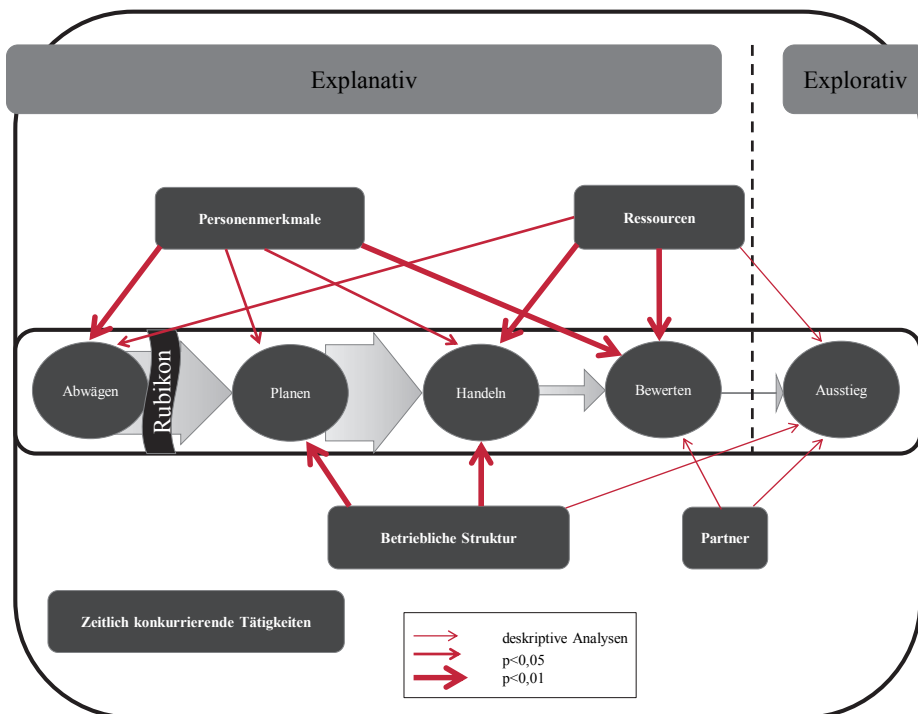 Explanativ
Explorativ
Personenmerkmale
Ressourcen
Abwägen
Rubikon
Planen
Handeln
Bewerten
Ausstieg
Betriebliche Struktur
Partner
Zeitlich konkurrierende Tätigkeiten
deskriptive Analysen
p<0,05
p<0,01